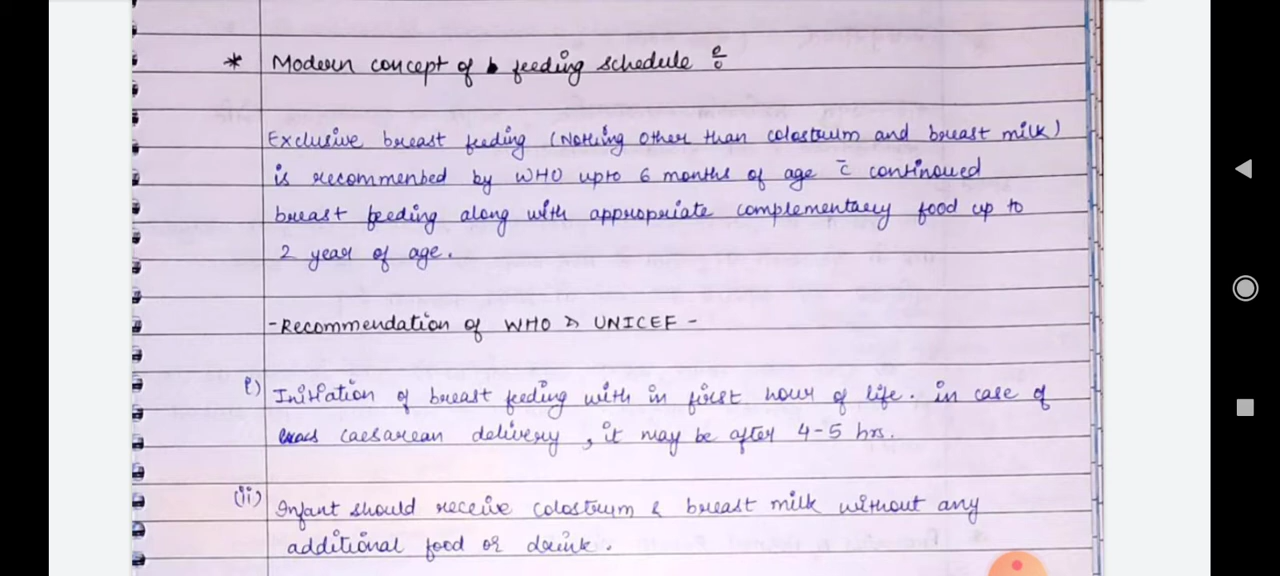 * Modern concept of feeding schedule :-
Exclusive breast feeding (Nothing other than colostrum and breast milk)
is recommenbed by WHO upto 6 months of age c̄ continoued
breast feeding along with appropriate complementary food up to
2 year of age.
- Recommendation of WHO & UNICEF -
i) Initiation of breast feeding with in first hour of life. in case of
caesarean delivery, it may be after 4-5 hrs.
(ii) Infant should receive colostrum & breast milk without any
additional food or drink.